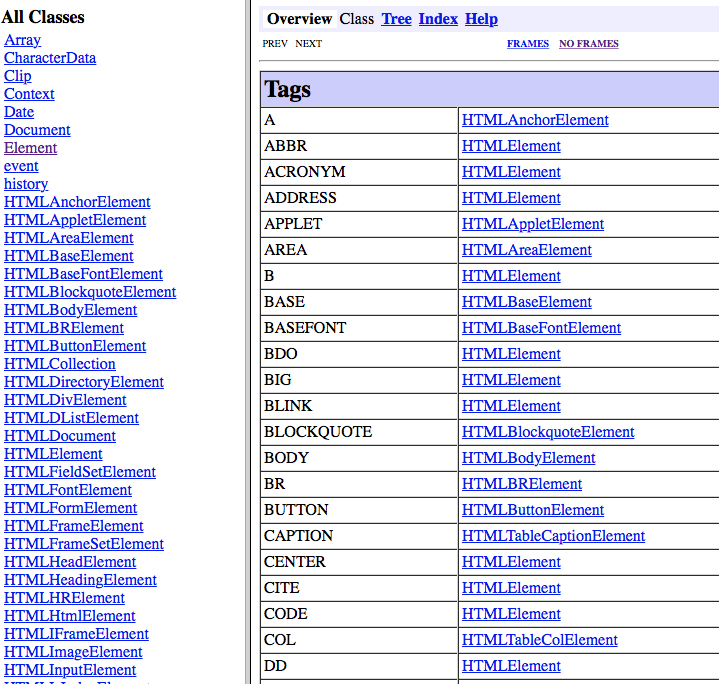 All Classes
Array
CharacterData
Clip
Context
Date
Document
Element
event
history
HTMLAnchorElement
HTMLAppletElement
HTMLAreaElement
HTMLBaseElement
HTMLBaseFontElement
HTMLBlockquoteElement
HTMLBodyElement
HTMLBRElement
HTMLButtonElement
HTMLCollection
HTMLDirectoryElement
HTMLDivElement
HTMLDListElement
HTMLDocument
HTMLElement
HTMLFieldSetElement
HTMLFontElement
HTMLFormElement
HTMLFrameElement
HTMLFrameSetElement
HTMLHeadElement
HTMLHeadingElement
HTMLHRElement
HTMLHtmlElement
HTMLIFrameElement
HTMLImageElement
HTMLInputElement
Overview Class Tree Index Help
PREV NEXT FRAMES NO FRAMES
Tags
A HTMLAnchorElement
ABBR HTMLElement
ACRONYM HTMLElement
ADDRESS HTMLElement
APPLET HTMLAppletElement
AREA HTMLAreaElement
B HTMLElement
BASE HTMLBaseElement
BASEFONT HTMLBaseFontElement
BDO HTMLElement
BIG HTMLElement
BLINK HTMLElement
BLOCKQUOTE HTMLBlockquoteElement
BODY HTMLBodyElement
BR HTMLBRElement
BUTTON HTMLButtonElement
CAPTION HTMLTableCaptionElement
CENTER HTMLElement
CITE HTMLElement
CODE HTMLElement
COL HTMLTableColElement
DD HTMLElement